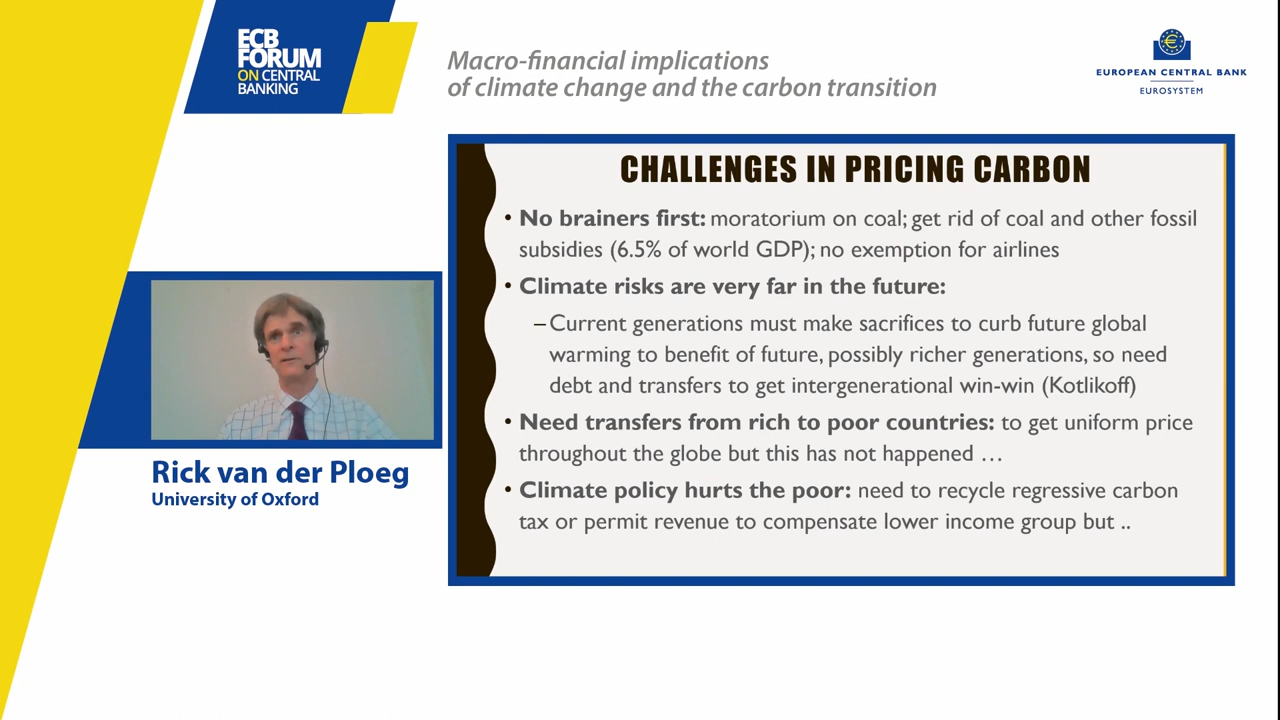 ECB
FORUM
ON CENTRAL
BANKING
Macro-financial implications
of climate change and the carbon transition
EUROPEAN CENTRAL BANK
EUROSYSTEM
CHALLENGES IN PRICING CARBON
• No brainers first: moratorium on coal; get rid of coal and other fossil
subsidies (6.5% of world GDP); no exemption for airlines
• Climate risks are very far in the future:
– Current generations must make sacrifices to curb future global
warming to benefit of future, possibly richer generations, so need
debt and transfers to get intergenerational win-win (Kotlikoff)
• Need transfers from rich to poor countries: to get uniform price
throughout the globe but this has not happened …
• Climate policy hurts the poor: need to recycle regressive carbon
tax or permit revenue to compensate lower income group but ..
Rick van der Ploeg
University of Oxford